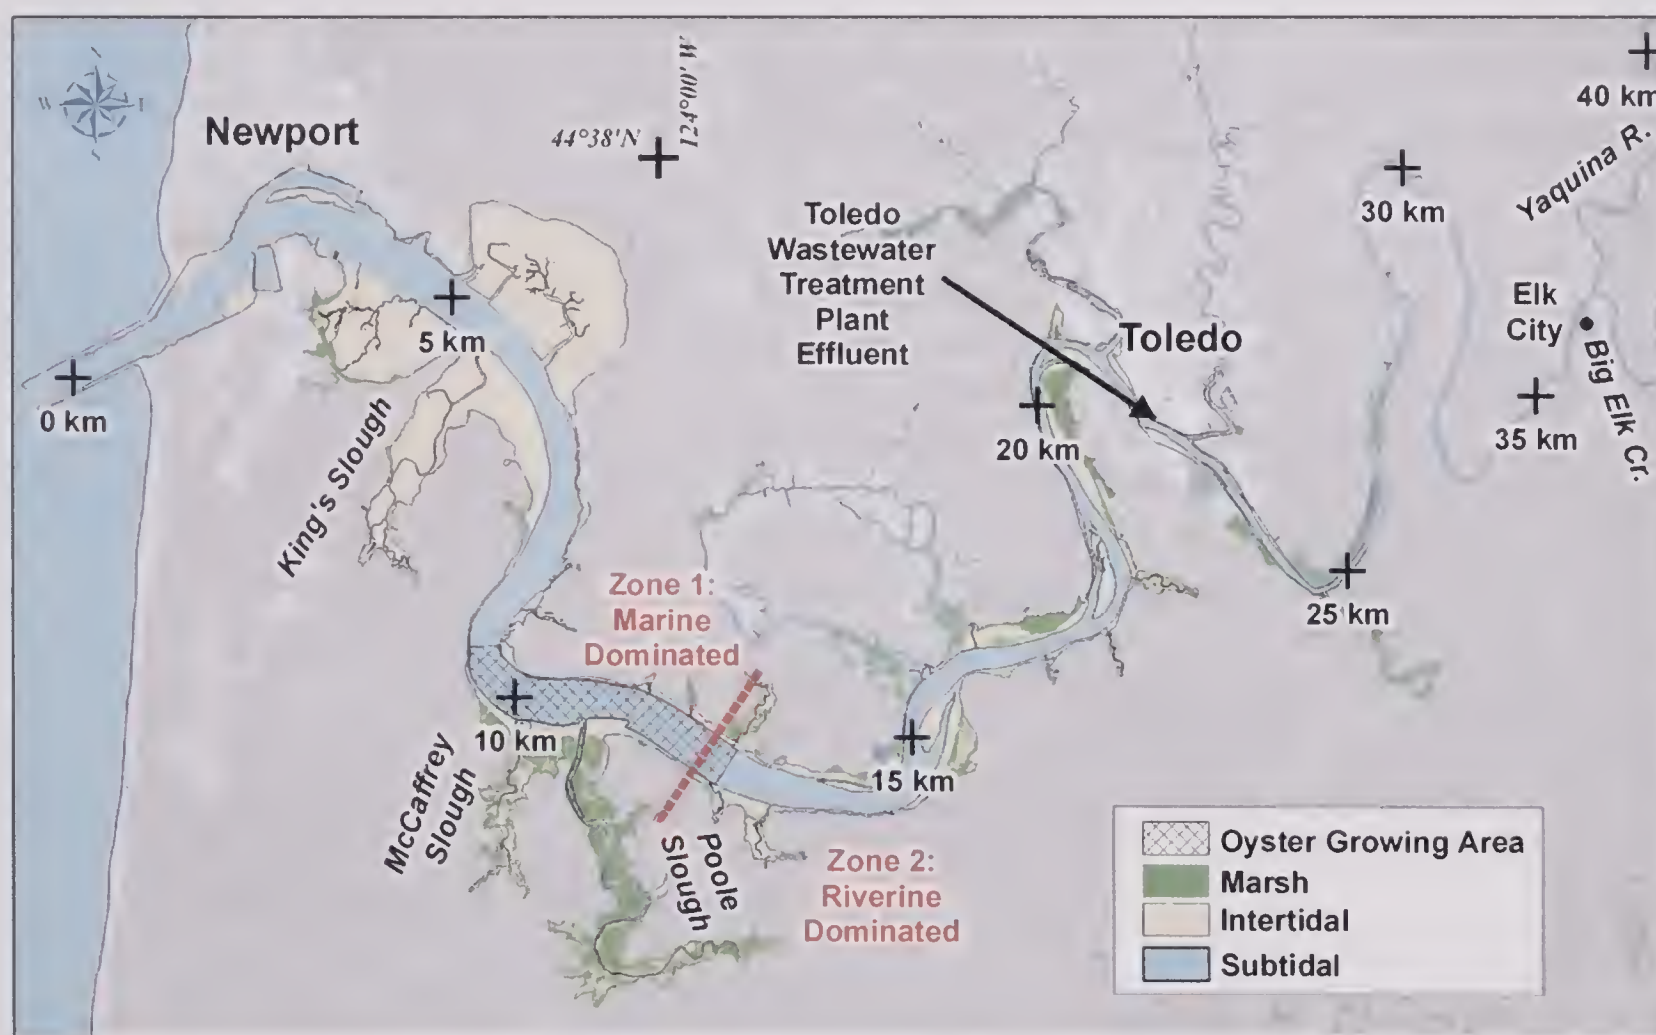 W
Newport
44°38'N
124°00' W
40 km
Yaquina R.
30 km
Toledo
Wastewater
Treatment
Plant
Effluent
Elk
City
Big Elk Cr.
Toledo
5 km
0 km
35 km
20 km
King's Slough
Zone 1:
Marine
Dominated
25 km
10 km
15 km
McCaffrey
Slough
Poole
Slough
Zone 2:
Riverine
Dominated
Oyster Growing Area
Marsh
Intertidal
Subtidal